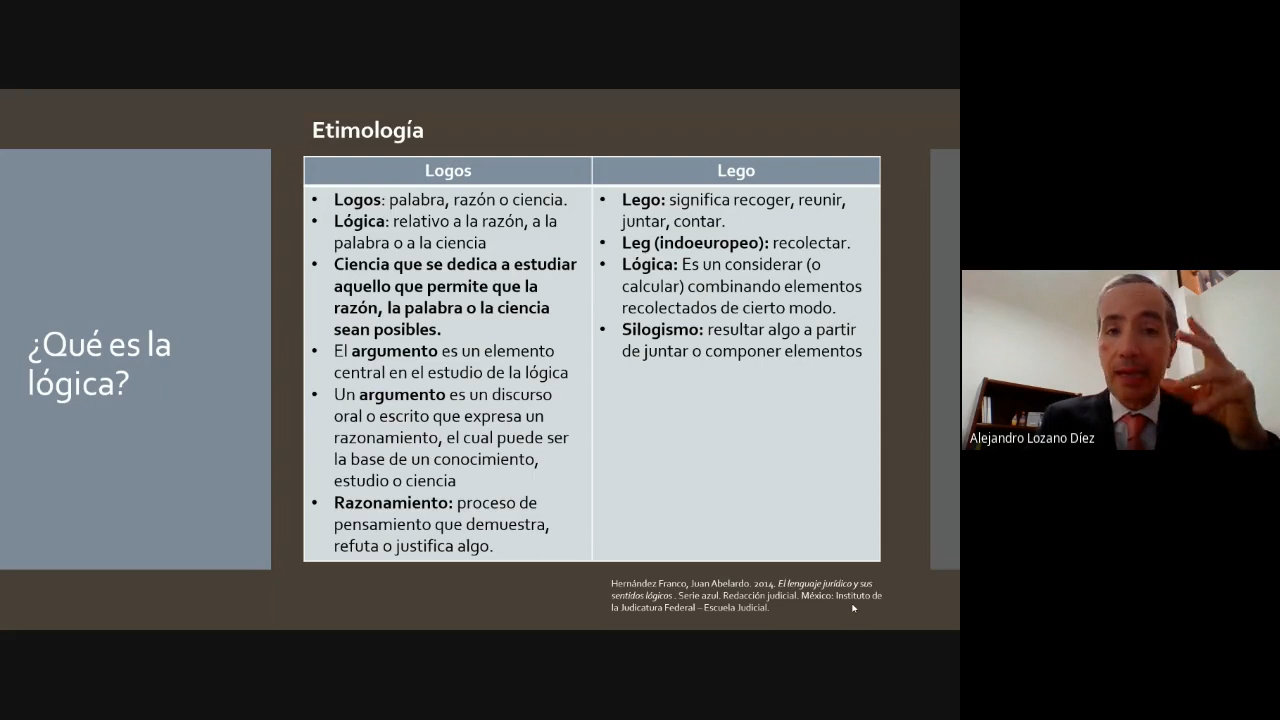 ¿Qué es la
lógica?
Etimología
Logos
• Logos: palabra, razón o ciencia.
• Lógica: relativo a la razón, a la
palabra o a la ciencia
• Ciencia que se dedica a estudiar
aquello que permite que la
razón, la palabra o la ciencia
sean posibles.
• El argumento es un elemento
central en el estudio de la lógica
• Un argumento es un discurso
oral o escrito que expresa un
razonamiento, el cual puede ser
la base de un conocimiento,
estudio o ciencia
• Razonamiento: proceso de
pensamiento que demuestra,
refuta o justifica algo.
Lego
• Lego: significa recoger, reunir,
juntar, contar.
• Leg (indoeuropeo): recolectar.
• Lógica: Es un considerar (o
calcular) combinando elementos
recolectados de cierto modo.
• Silogismo: resultar algo a partir
de juntar o componer elementos
Hernández Franco, Juan Abelardo. 2014. El lenguaje jurídico y sus
sentidos lógicos . Serie azul. Redacción judicial. México: Instituto de
la Judicatura Federal – Escuela Judicial.
Alejandro Lozano Díez